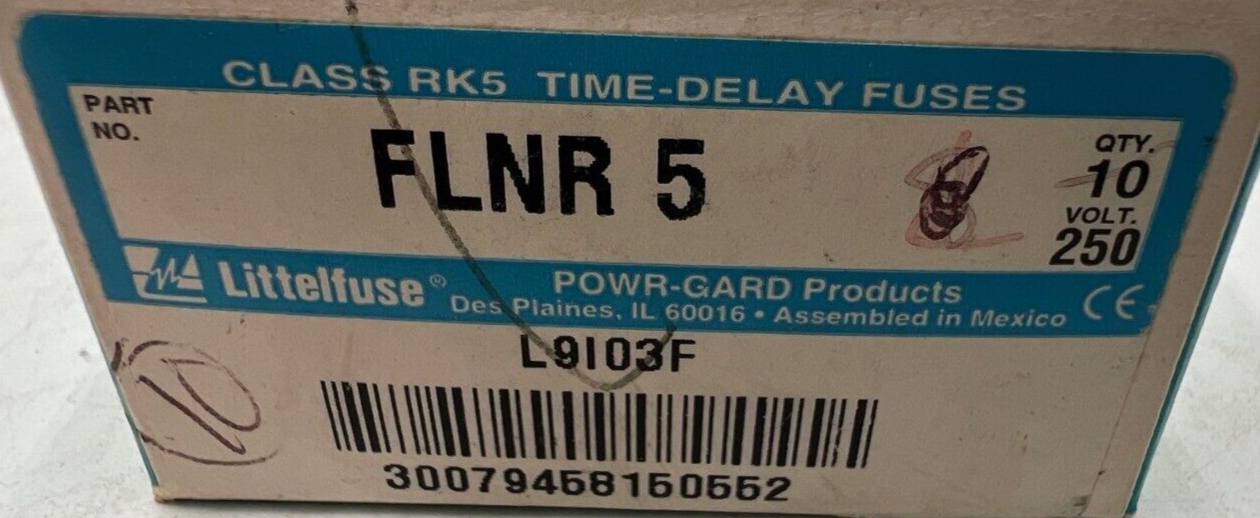 CLASS RK5 TIME-DELAY FUSES
PART
NO.
FLNR 5
QTY.
10
VOLT.
250
Littelfuse® POWR-GARD Products
Des Plaines, IL 60016 • Assembled in Mexico CE
L9I03F
10
30079458150552